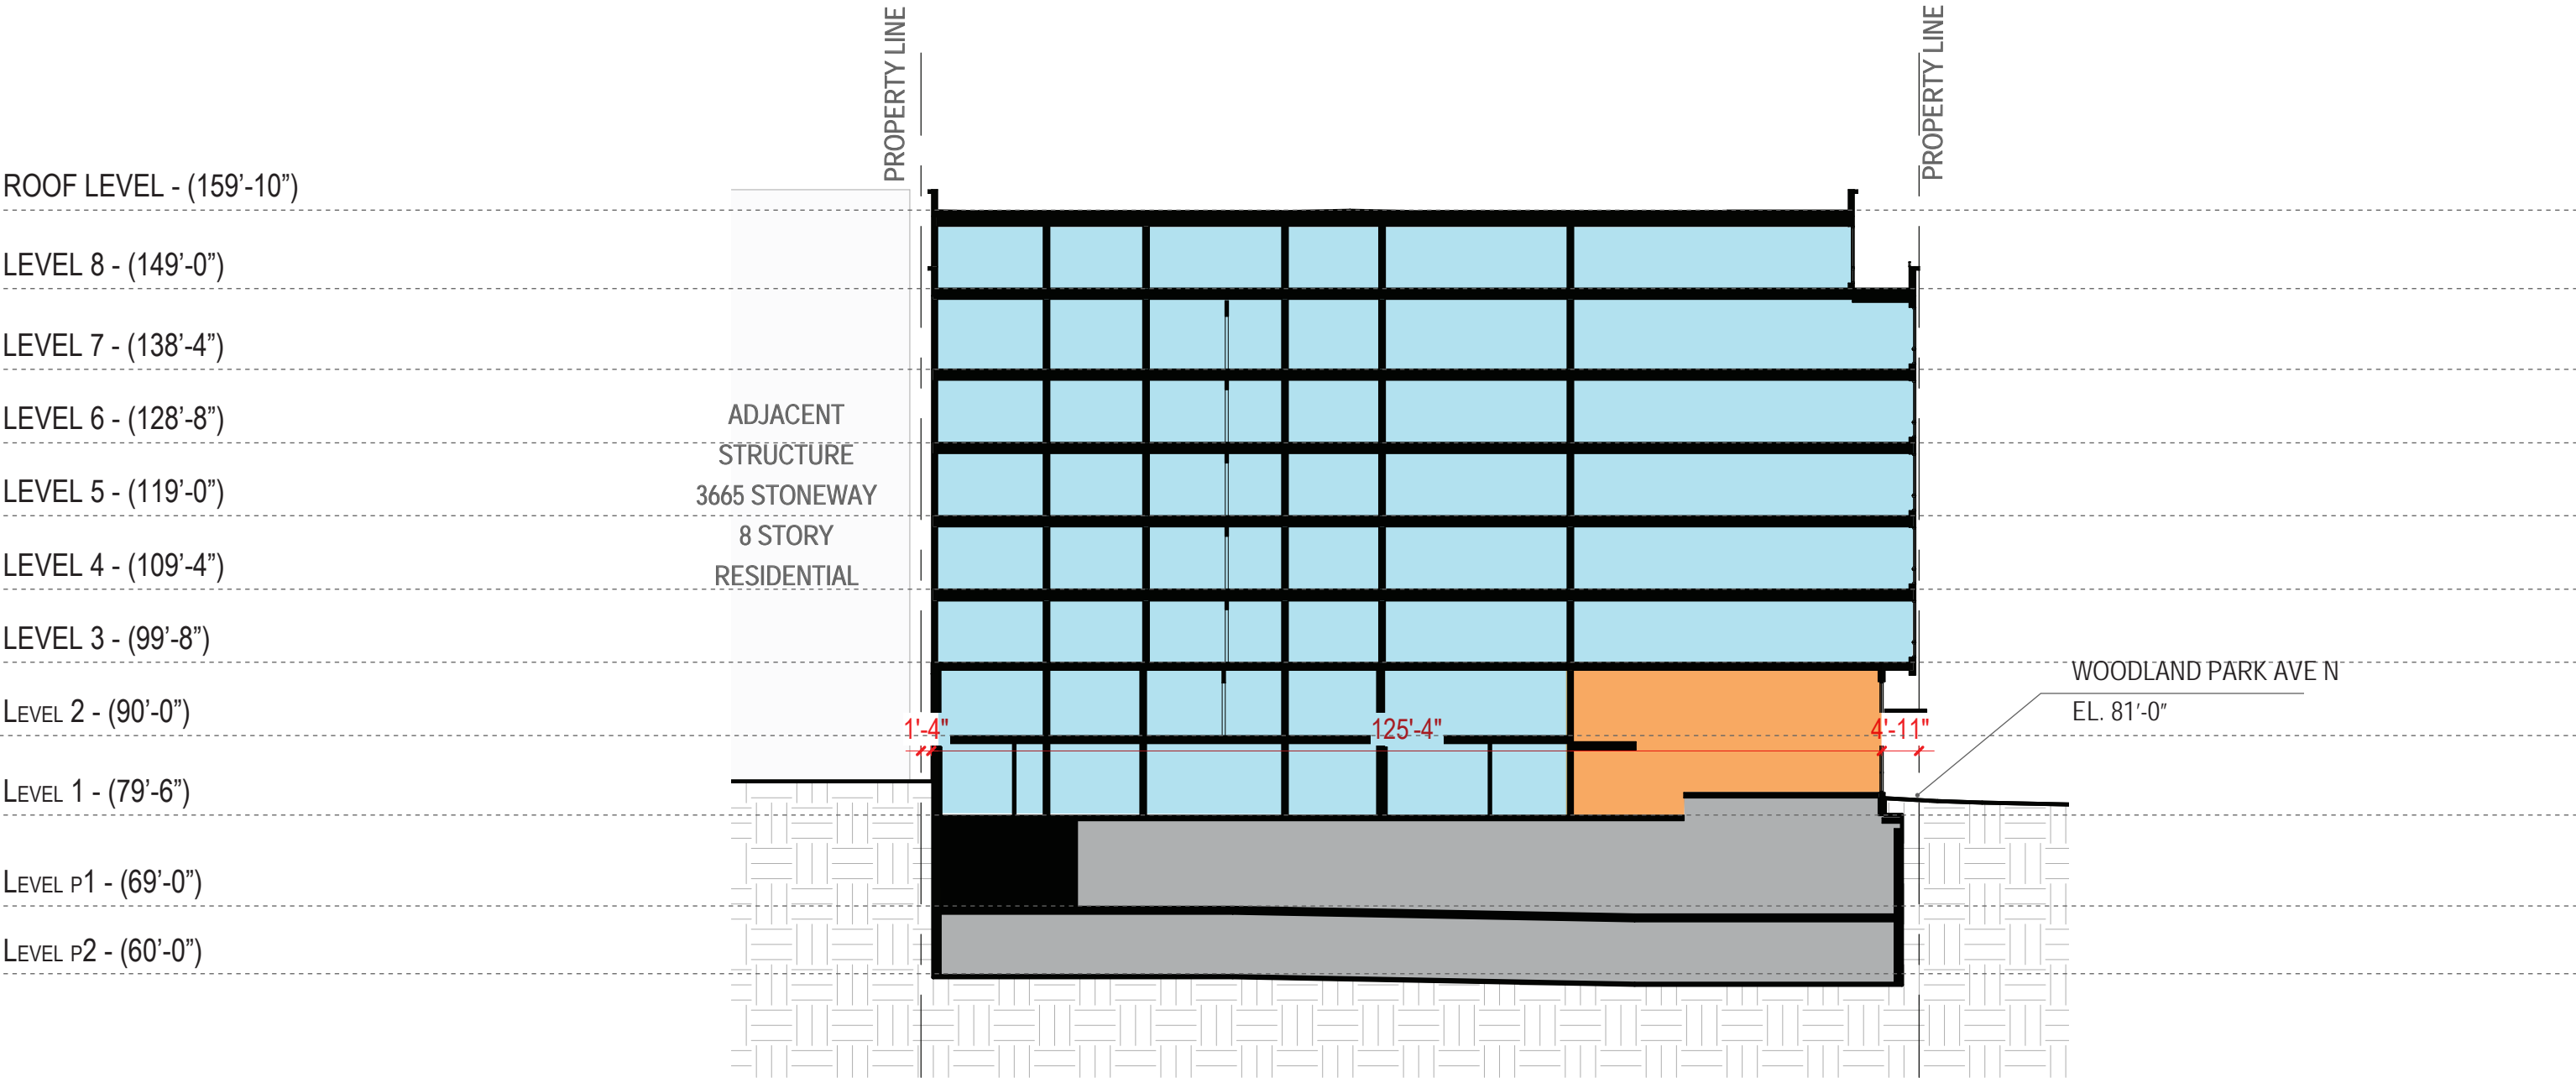 PROPERTY LINE
PROPERTY LINE
ROOF LEVEL - (159'-10")
LEVEL 8 - (149'-0")
LEVEL 7 - (138'-4")
LEVEL 6 - (128'-8")
LEVEL 5 - (119'-0")
LEVEL 4 - (109'-4")
LEVEL 3 - (99'-8")
LEVEL 2 - (90'-0")
LEVEL 1 - (79'-6")
LEVEL P1 - (69'-0")
LEVEL P2 - (60'-0")
ADJACENT
STRUCTURE
3665 STONEWAY
8 STORY
RESIDENTIAL
1'-4"
125'-4"
4'-11"
WOODLAND PARK AVE N
EL. 81'-0"